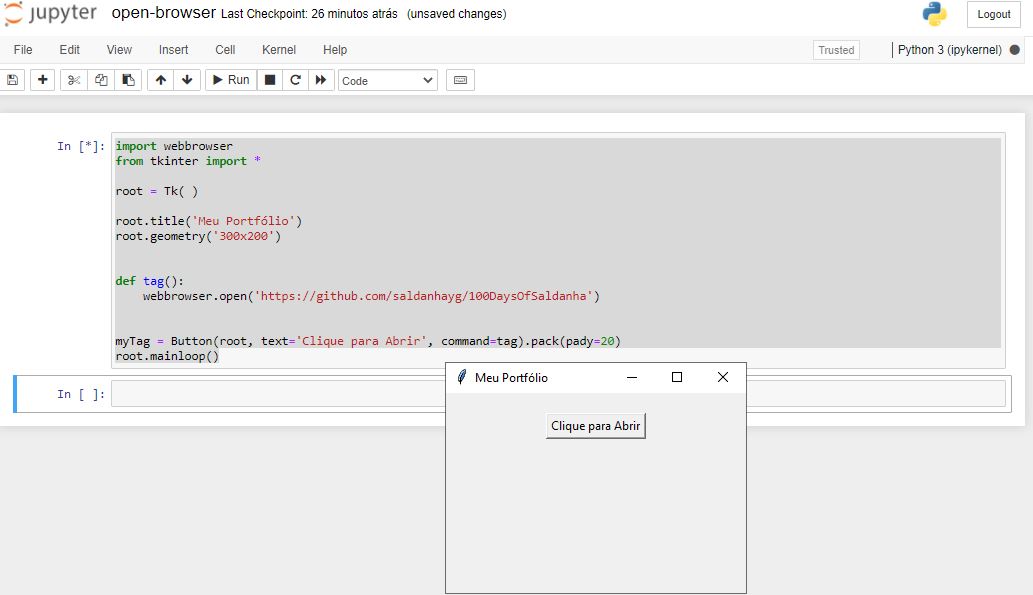 jupyter open-browser Last Checkpoint: 26 minutos atrás (unsaved changes) Logout
File Edit View Insert Cell Kernel Help Trusted Python 3 (ipykernel)
Run Code
In [*]: import webbrowser
from tkinter import *
root = Tk( )
root.title('Meu Portfólio')
root.geometry('300x200')
def tag():
webbrowser.open('https://github.com/saldanhayg/100DaysOfSaldanha')
myTag = Button(root, text='Clique para Abrir', command=tag).pack(pady=20)
root.mainloop()
In [ ]:
Meu Portfólio
Clique para Abrir